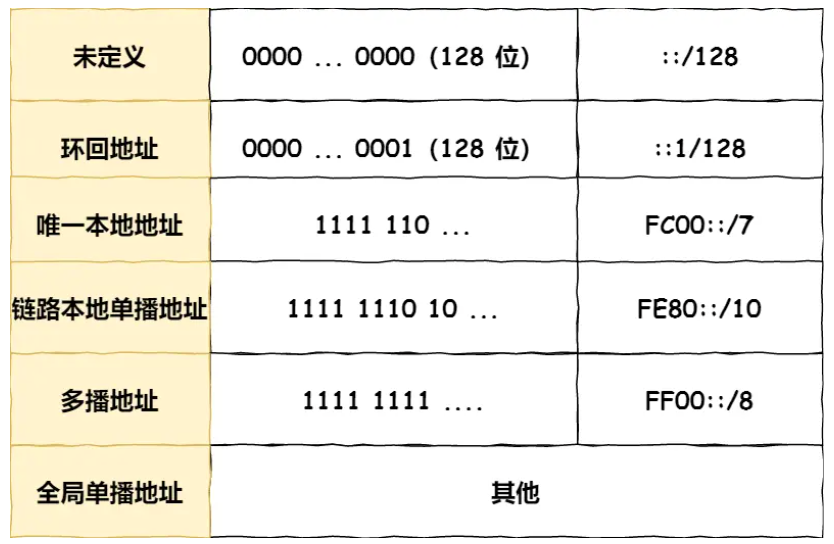 未定义 0000 ... 0000 (128 位) ::/128
环回地址 0000 ... 0001 (128 位) ::1/128
唯一本地地址 1111 110 ... FC00::/7
链路本地单播地址 1111 1110 10 ... FE80::/10
多播地址 1111 1111 .... FF00::/8
全局单播地址 其他